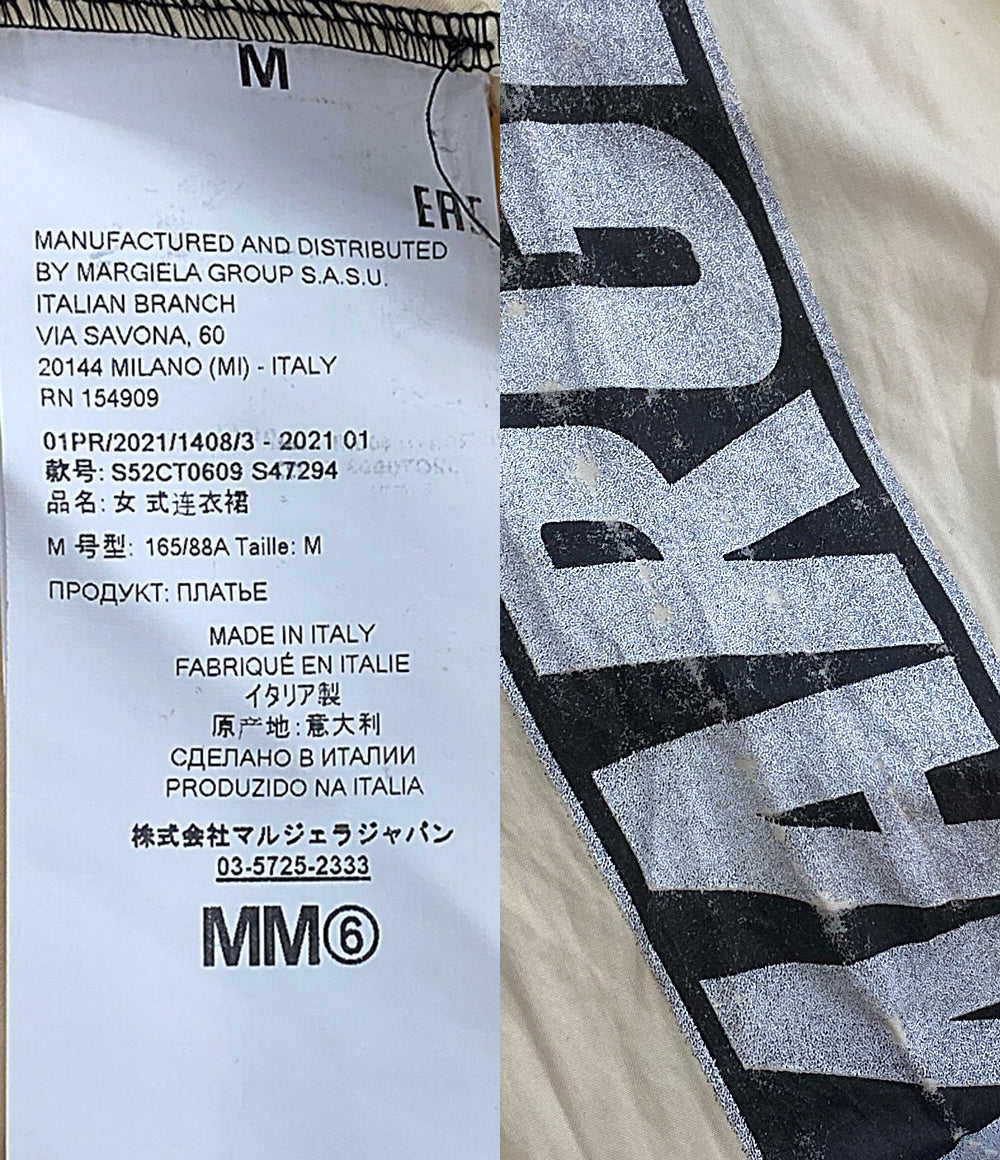 M
EAC
MANUFACTURED AND DISTRIBUTED
BY MARGIELA GROUP S.A.S.U.
ITALIAN BRANCH
VIA SAVONA, 60
20144 MILANO (MI) - ITALY
RN 154909
01PR/2021/1408/3 - 2021 01
款号: S52CT0609 S47294
品名: 女 式连衣裙
M 号型: 165/88A Taille: M
ПРОДУКТ: ПЛАТЬЕ
MADE IN ITALY
FABRIQUÉ EN ITALIE
イタリア製
原产地:意大利
СДЕЛАНО В ИТАЛИИ
PRODUZIDO NA ITALIA
株式会社マルジェラジャパン
03-5725-2333
MM⑥